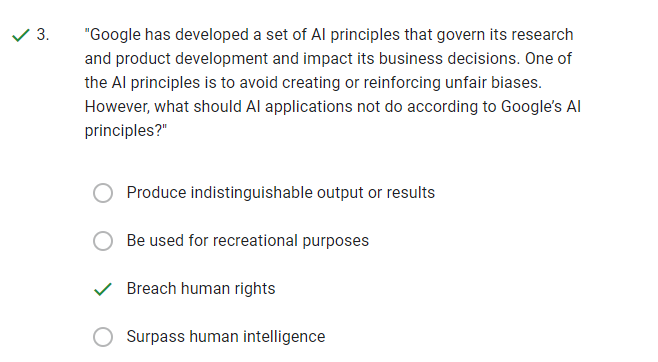 3. "Google has developed a set of AI principles that govern its research
and product development and impact its business decisions. One of
the AI principles is to avoid creating or reinforcing unfair biases.
However, what should AI applications not do according to Google's AI
principles?"
Produce indistinguishable output or results
Be used for recreational purposes
Breach human rights
Surpass human intelligence